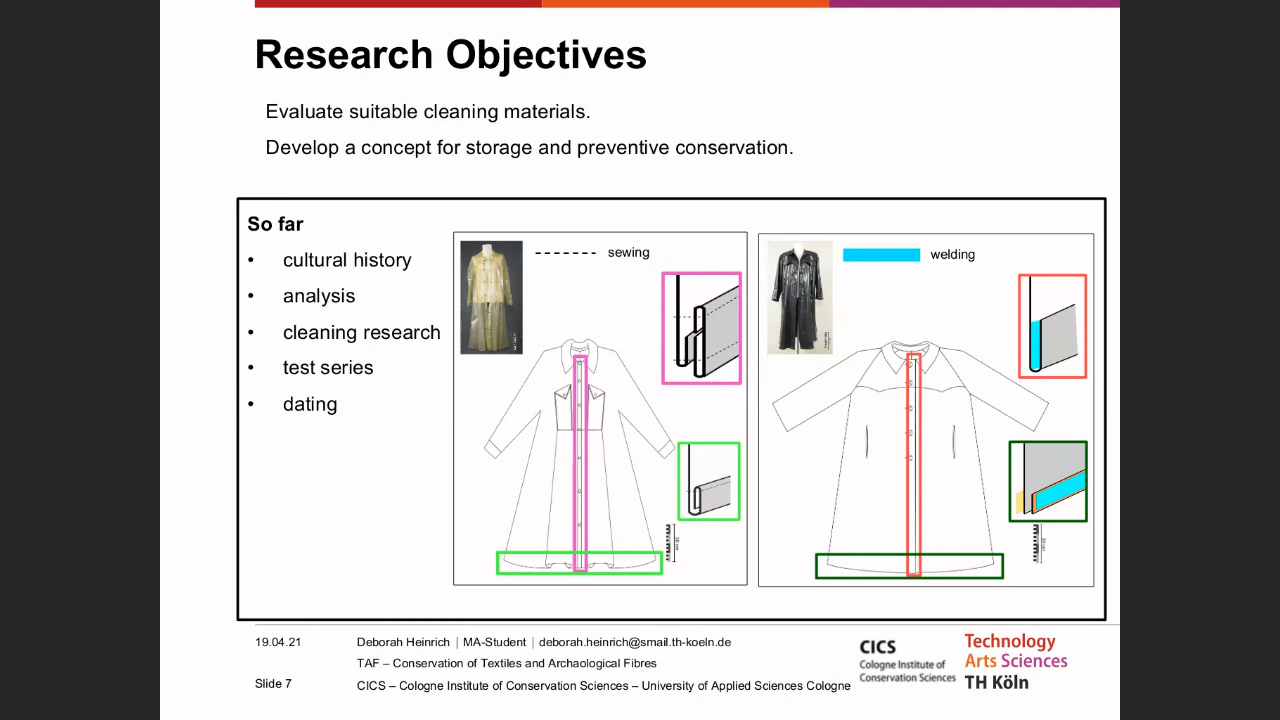 Research Objectives
Evaluate suitable cleaning materials.
Develop a concept for storage and preventive conservation.
So far
• cultural history
• analysis
• cleaning research
• test series
• dating
sewing
welding
19.04.21
Deborah Heinrich | MA-Student | deborah.heinrich@smail.th-koeln.de
TAF – Conservation of Textiles and Archaological Fibres
Slide 7
CICS – Cologne Institute of Conservation Sciences – University of Applied Sciences Cologne
CICS
Cologne Institute of
Conservation Sciences
Technology
Arts Sciences
TH Köln